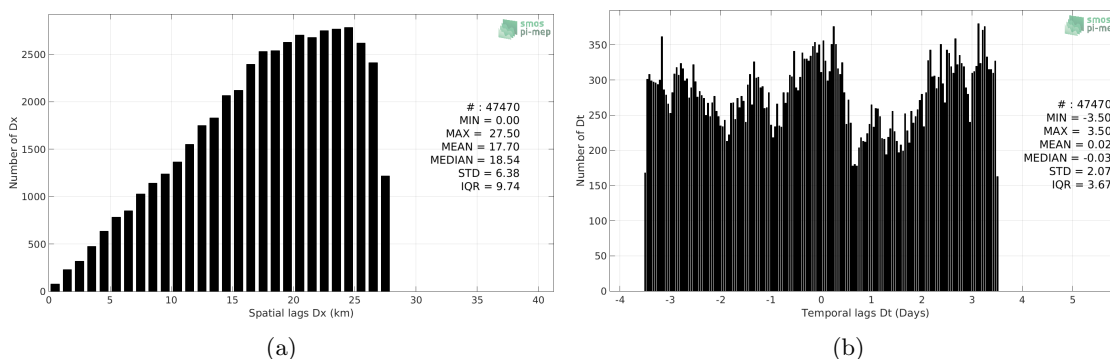 smos
pi-mep
2500
2000
1500
1000
500
0
Number of Dx
# : 47470
MIN = 0.00
MAX = 27.50
MEAN = 17.70
MEDIAN = 18.54
STD = 6.38
IQR = 9.74
0 5 10 15 20 25 30 35 40
Spatial lags Dx (km)
(a)
smos
pi-mep
350
300
250
200
150
100
50
0
Number of Dt
# : 47470
MIN = -3.50
MAX = 3.50
MEAN = 0.02
MEDIAN = -0.03
STD = 2.07
IQR = 3.67
-4 -3 -2 -1 0 1 2 3 4 5
Temporal lags Dt (Days)
(b)